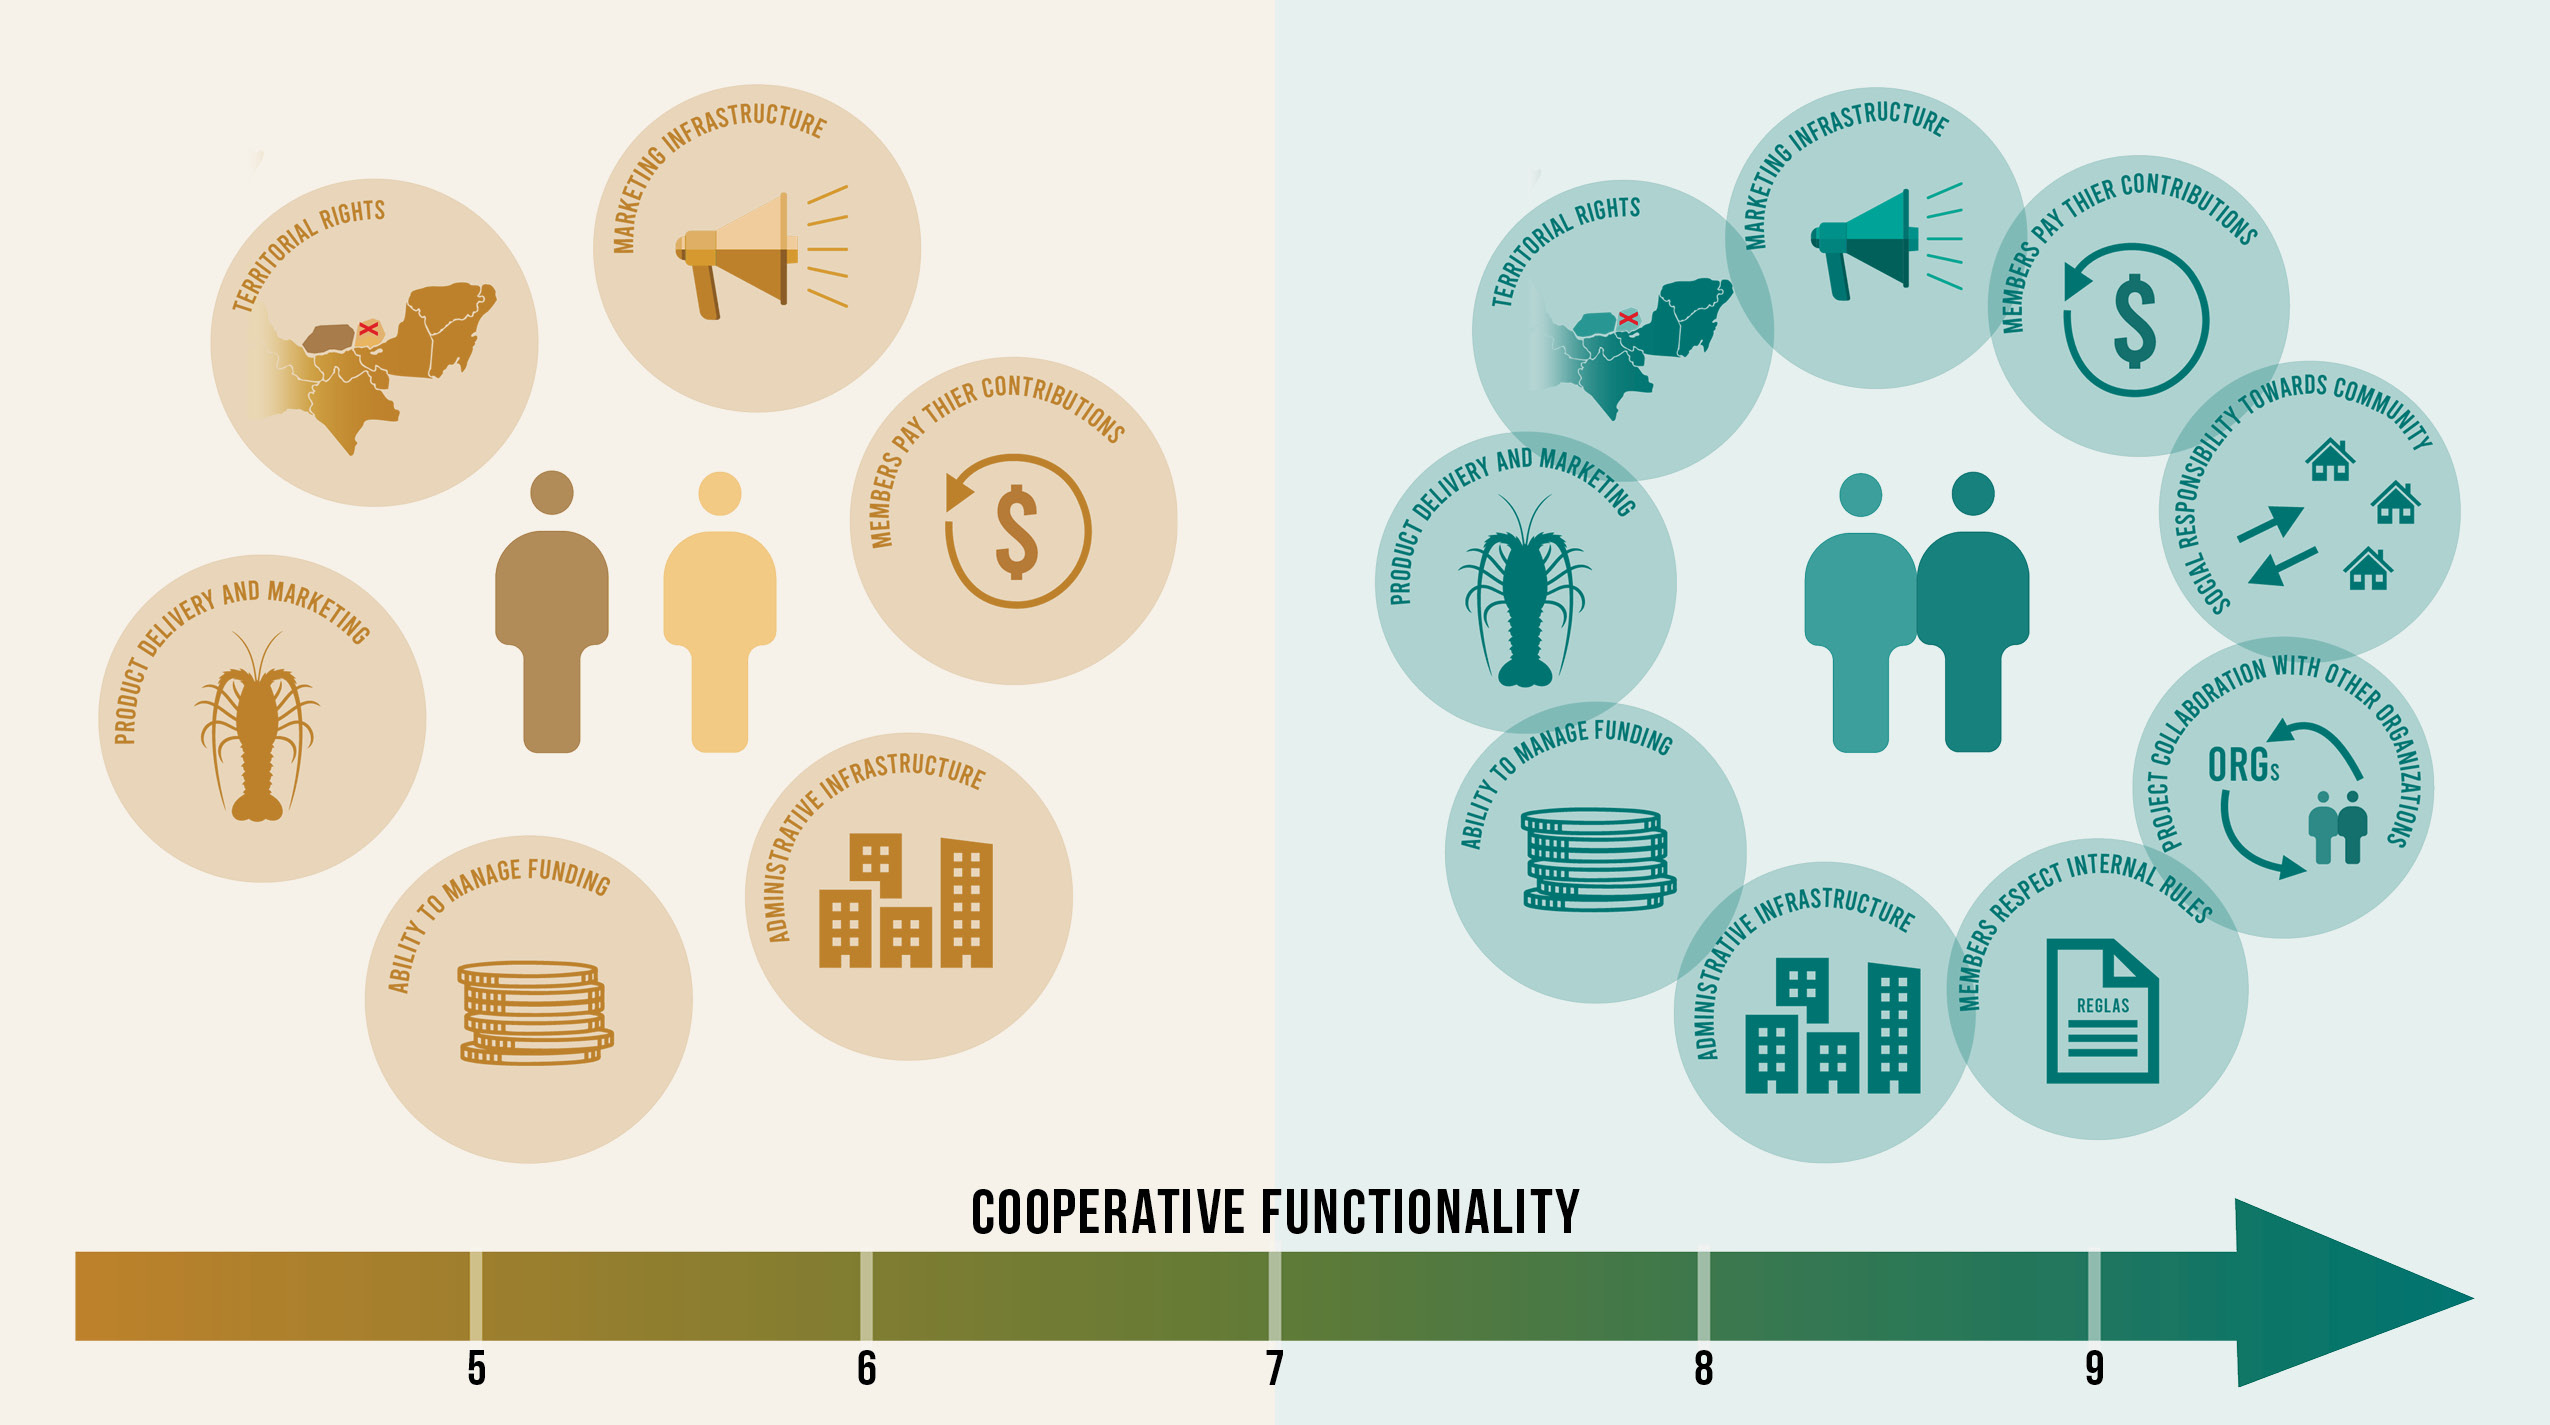 MARKETING INFRASTRUCTURE
TERRITORIAL RIGHTS
MEMBERS PAY THIER CONTRIBUTIONS
PRODUCT DELIVERY AND MARKETING
ADMINISTRATIVE INFRASTRUCTURE
ABILITY TO MANAGE FUNDING
MARKETING INFRASTRUCTURE
MEMBERS PAY THIER CONTRIBUTIONS
TERRITORIAL RIGHTS
SOCIAL RESPONSIBILITY TOWARDS COMMUNITY
PRODUCT DELIVERY AND MARKETING
PROJECT COLLABORATION WITH OTHER ORGANIZATIONS
ORGs
ABILITY TO MANAGE FUNDING
MEMBERS RESPECT INTERNAL RULES
REGLAS
ADMINISTRATIVE INFRASTRUCTURE
COOPERATIVE FUNCTIONALITY
5 6 7 8 9